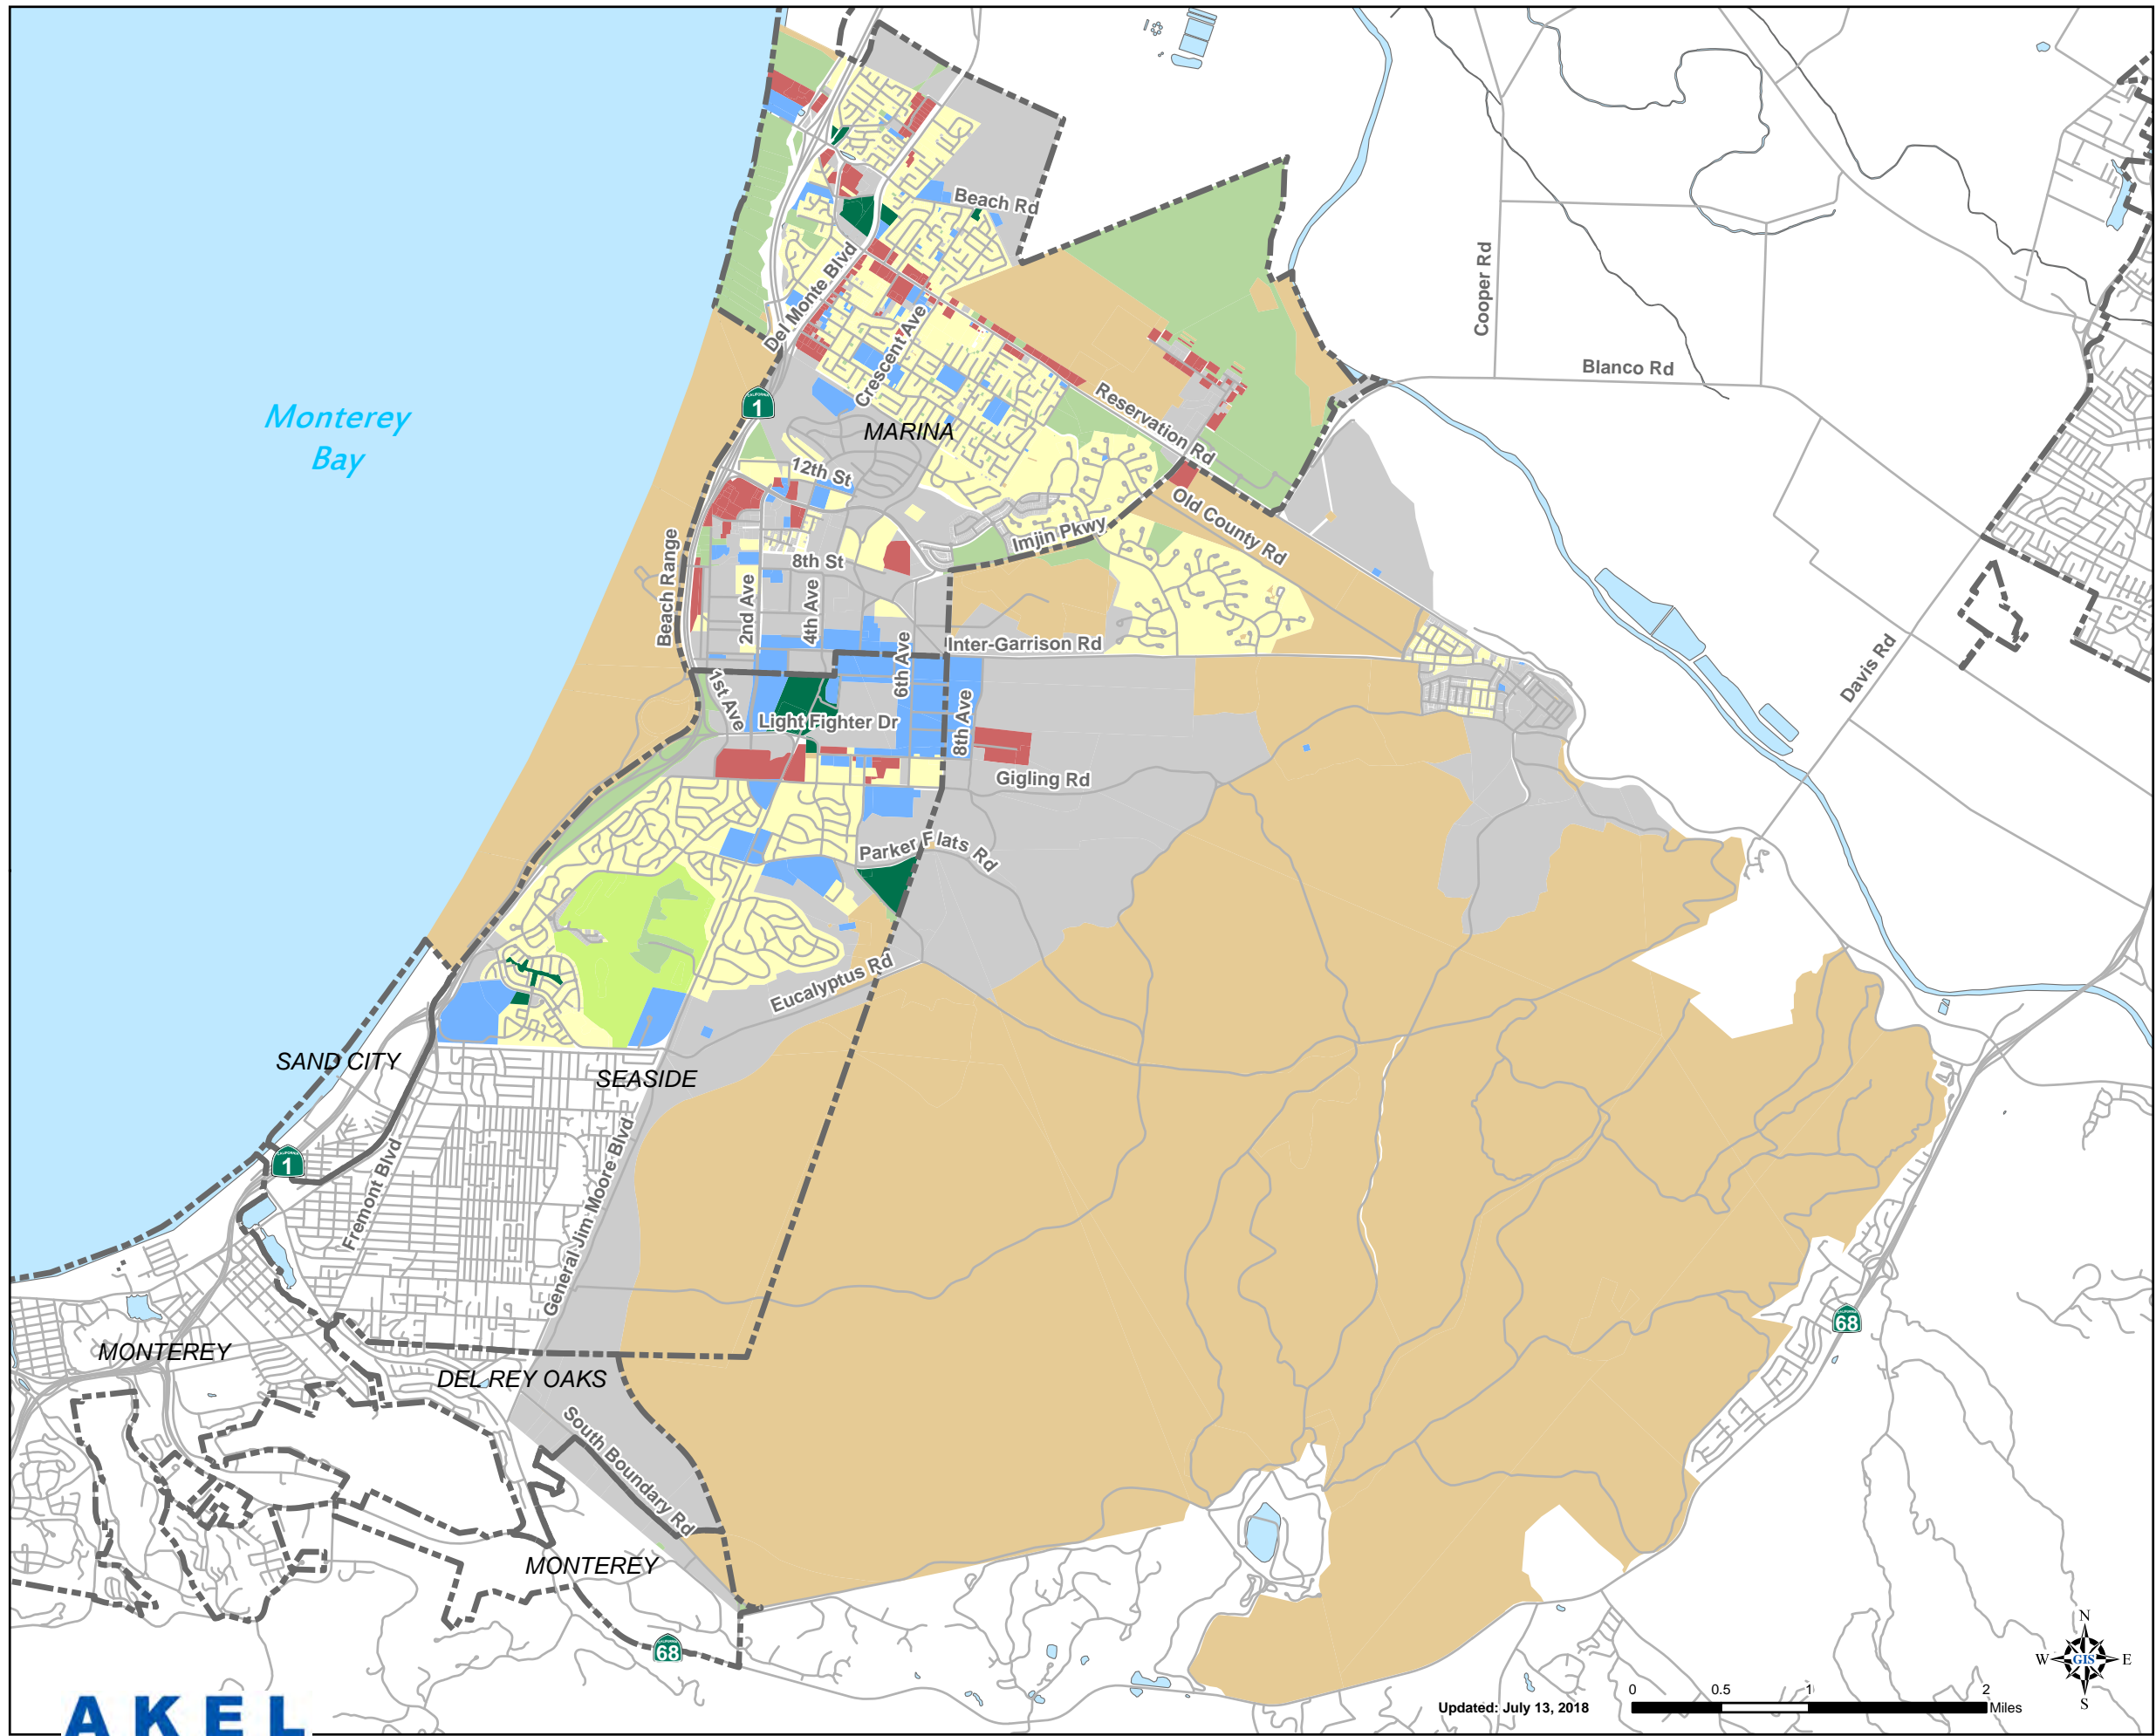 Beach Rd
Del Monte Blvd
Cooper Rd
Blanco Rd
Crescent Ave
Monterey
Bay
1
MARINA
Reservation Rd
12th St
Old County Rd
Imjin Pkwy
Beach Range
8th St
2nd Ave
4th Ave
Inter-Garrison Rd
6th Ave
Davis Rd
1st Ave
8th Ave
Light Fighter Dr
Gigling Rd
Parker Flats Rd
Eucalyptus Rd
SAND CITY
SEASIDE
1
Fremont Blvd
General Jim Moore Blvd
68
MONTEREY
DEL REY OAKS
South Boundary Rd
MONTEREY
68
N
W GIS E
S
0 0.5 1 2
Updated: July 13, 2018
Miles
AKEL